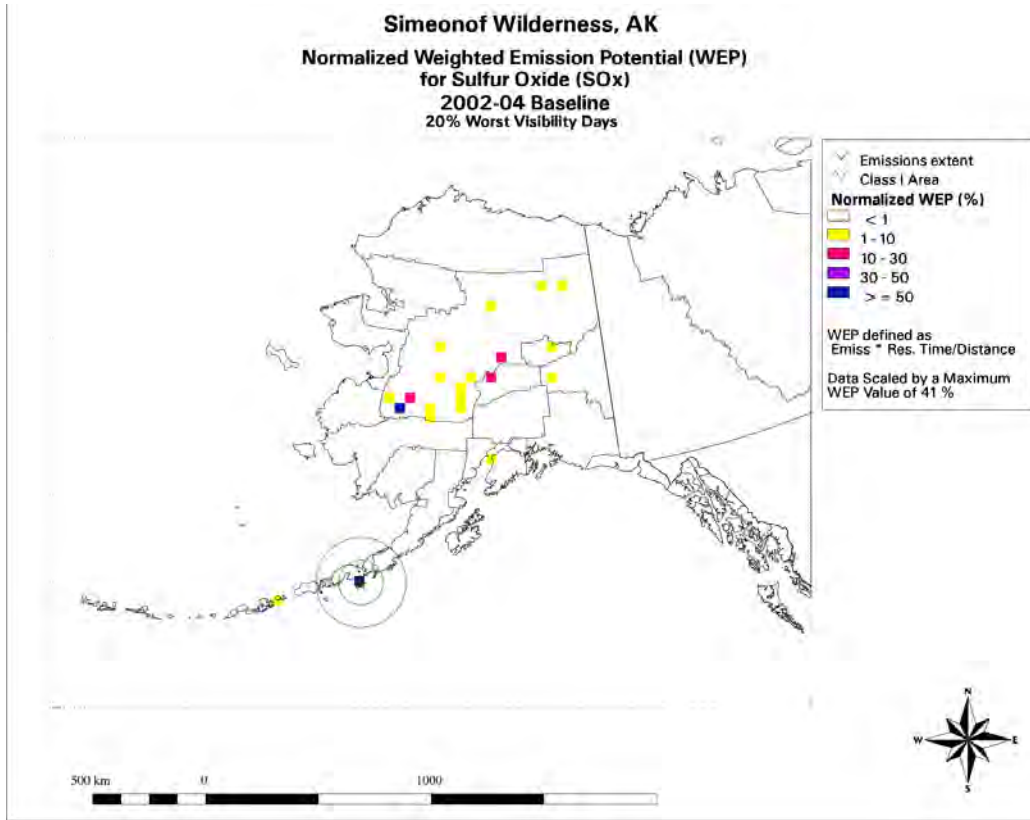 Simeonof Wilderness, AK
Normalized Weighted Emission Potential (WEP)
for Sulfur Oxide (SOx)
2002-04 Baseline
20% Worst Visibility Days
Emissions extent
Class I Area
Normalized WEP (%)
< 1
1 - 10
10 - 30
30 - 50
> = 50
WEP defined as
Emiss * Res. Time/Distance
Data Scaled by a Maximum
WEP Value of 41 %
N
W E
S
500 km 0 1000